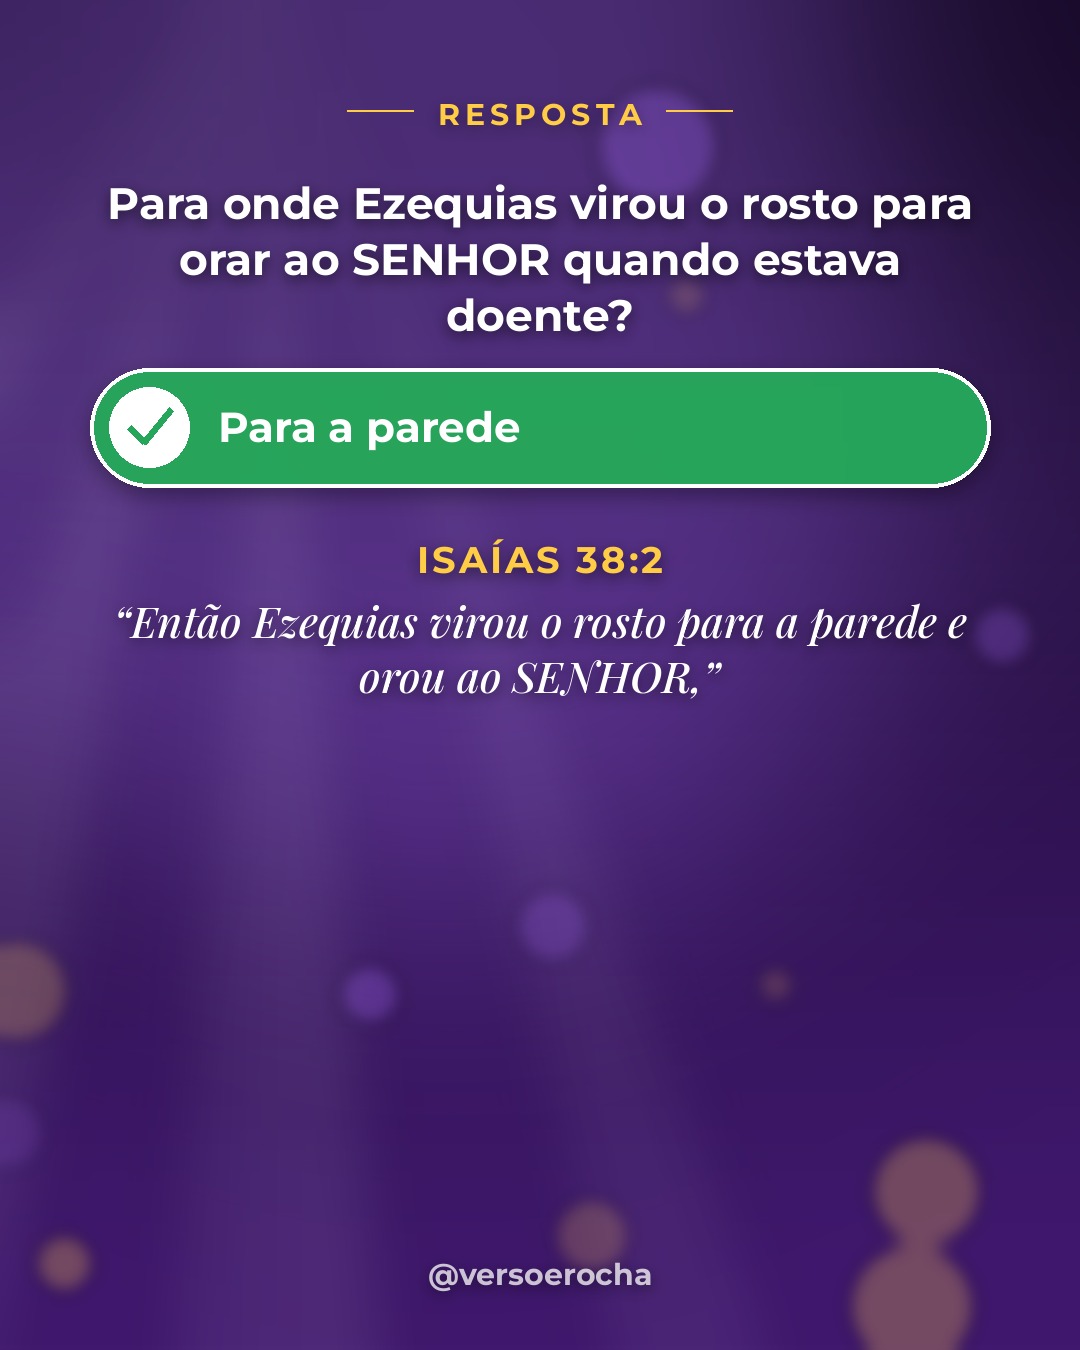 RESPOSTA
Para onde Ezequias virou o rosto para
orar ao SENHOR quando estava
doente?
Para a parede
ISAÍAS 38:2
“Então Ezequias virou o rosto para a parede e
orou ao SENHOR,”
@versoerocha